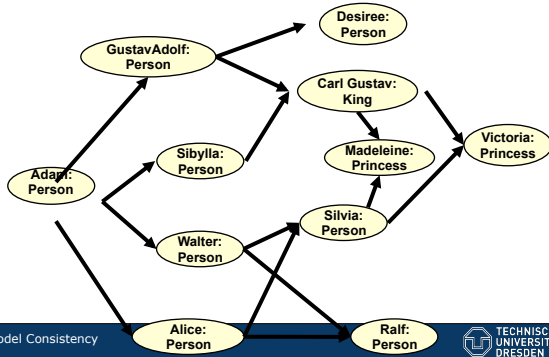 Desiree:
Person
GustavAdolf:
Person
Carl Gustav:
King
Victoria:
Princess
Sibylla:
Person
Madeleine:
Princess
Adam:
Person
Silvia:
Person
Walter:
Person
Alice:
Person
Ralf:
Person
odel Consistency
TECHNISC
UNIVERSIT
DRESDEN